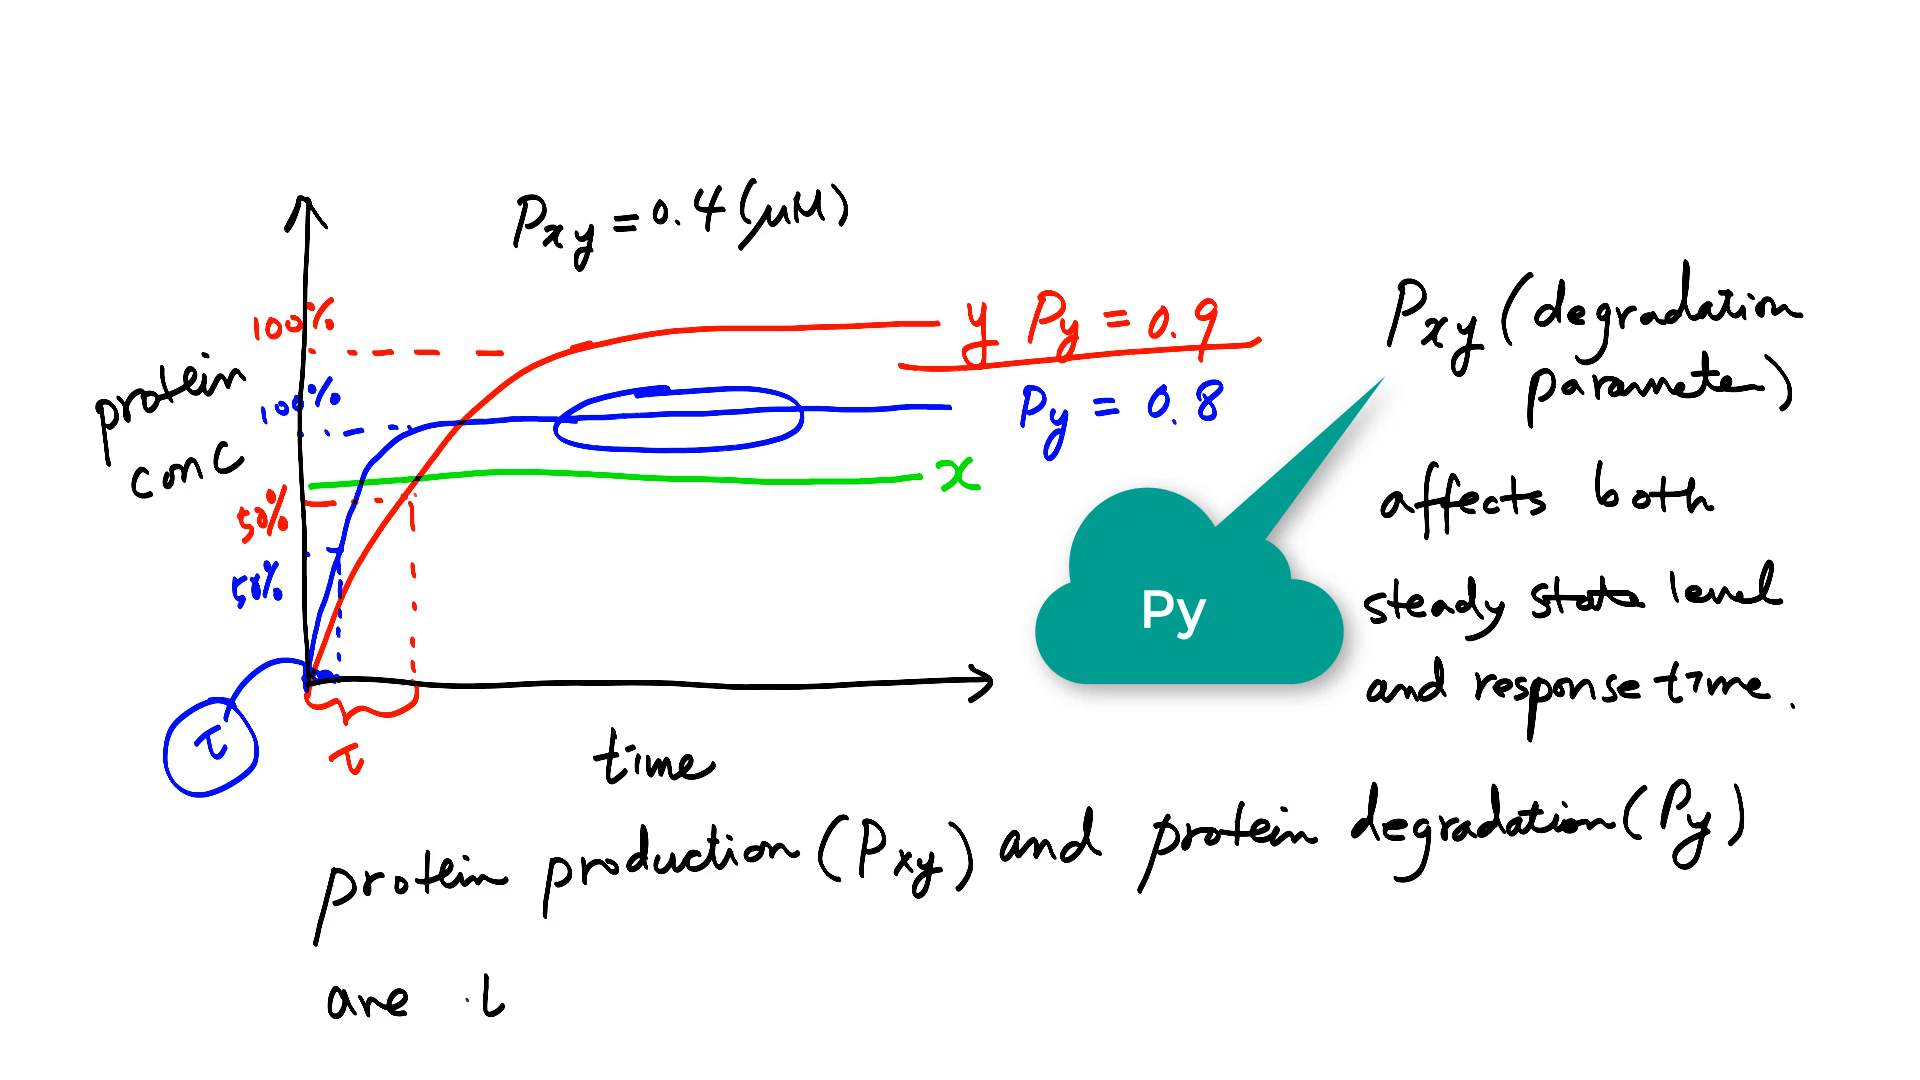 Pxy = 0.4 (μM)
100%
y Py = 0.9
100%
Py = 0.8
protein
conc
x
50%
50%
τ
τ
time
Py
Pxy (degradation
parameter)
affects both
steady state level
and response time.
protein production (Pxy) and protein degradation (Py)
are